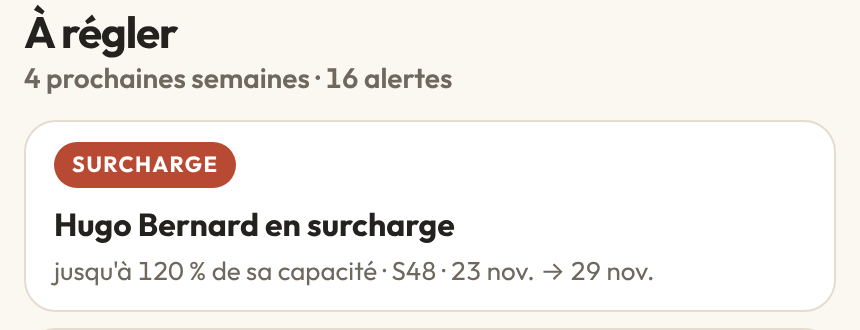 À régler
4 prochaines semaines · 16 alertes
SURCHARGE
Hugo Bernard en surcharge
jusqu'à 120 % de sa capacité · S48 · 23 nov. → 29 nov.